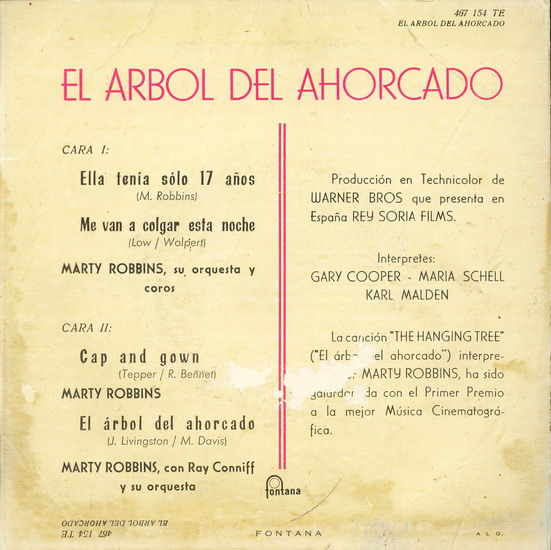 467 154 TE
EL ARBOL DEL AHORCADO
EL ARBOL DEL AHORCADO
CARA I:
Ella tenía sólo 17 años
(M. Robbins)
Me van a colgar esta noche
(Low / Wolpert)
MARTY ROBBINS, su orquesta y
coros
CARA II:
Cap and gown
(Tepper / R. Bennet)
MARTY ROBBINS
El árbol del ahorcado
(J. Livingston / M. Davis)
MARTY ROBBINS, con Ray Conniff
y su orquesta
Producción en Technicolor de
WARNER BROS que presenta en
España REY SORIA FILMS.
Interpretes:
GARY COOPER - MARIA SCHELL
KARL MALDEN
La canción "THE HANGING TREE"
("El árbo el ahorcado") interpre-
MARTY ROBBINS, ha sido
galardonada con el Primer Premio
a la mejor Música Cinematográ-
fica.
fontana
467 154 TE
EL ARBOL DEL AHORCADO
FONTANA
A L G.